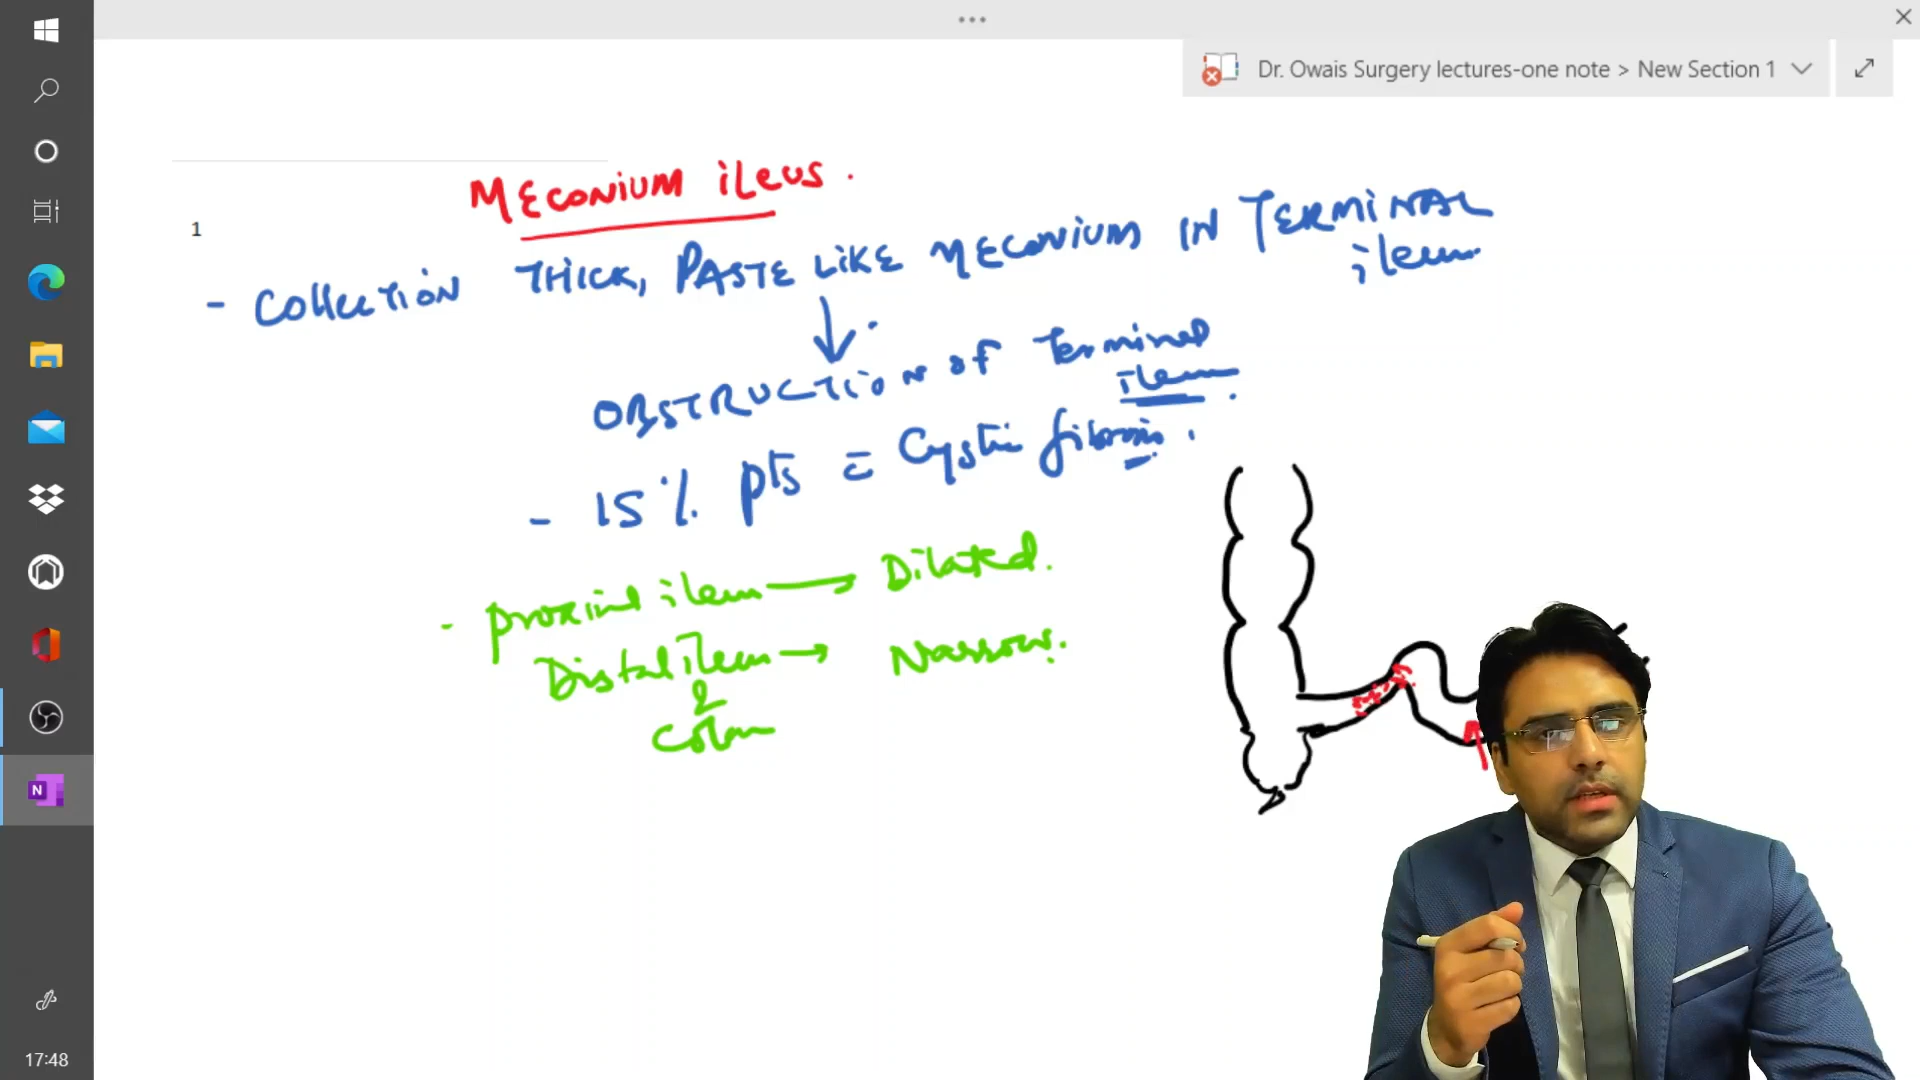 Dr. Owais Surgery lectures-one note > New Section 1
MECONIUM iLEUS.
1
- COllECTiON THICK, PASTE LiKE MECONIUM IN TERMiNAL
ileum
OBSTRUCTION OF Terminal
ileum.
- 15% pts = Cystic fibrosis.
- proximal ileum → Dilated.
Distal ileum → Narrow.
&
Colon
N
17:48